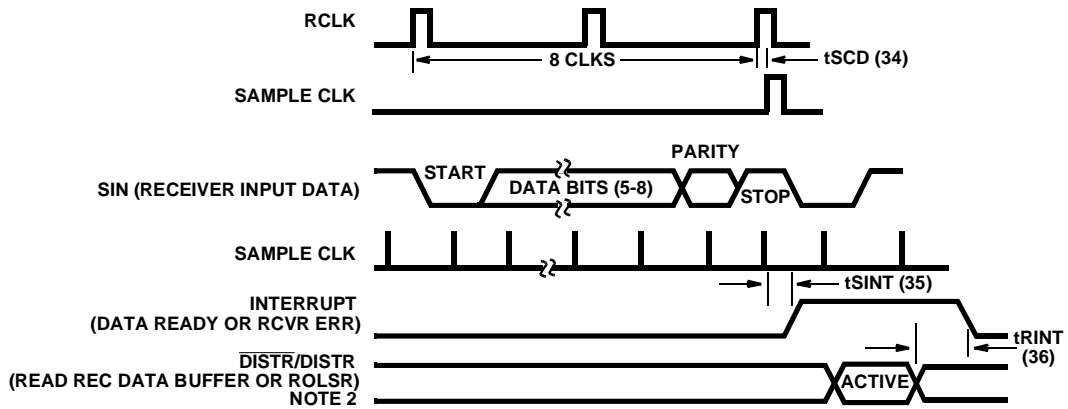 RCLK
8 CLKS
tSCD (34)
SAMPLE CLK
PARITY
START
SIN (RECEIVER INPUT DATA)
DATA BITS (5-8)
STOP
SAMPLE CLK
tSINT (35)
INTERRUPT
(DATA READY OR RCVR ERR)
tRINT
(36)
DISTR/DISTR
(READ REC DATA BUFFER OR ROLSR)
ACTIVE
NOTE 2